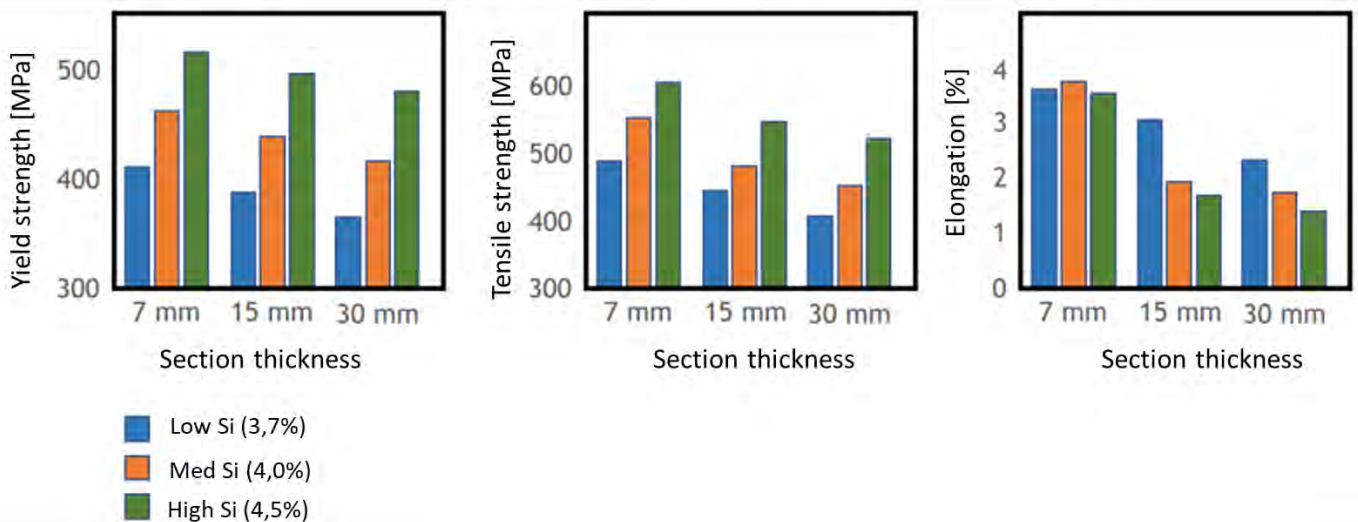 Yield strength [MPa]
500
400
300
7 mm 15 mm 30 mm
Section thickness
Tensile strength [MPa]
600
500
400
300
7 mm 15 mm 30 mm
Section thickness
Elongation [%]
4
3
2
1
0
7 mm 15 mm 30 mm
Section thickness
Low Si (3,7%)
Med Si (4,0%)
High Si (4,5%)